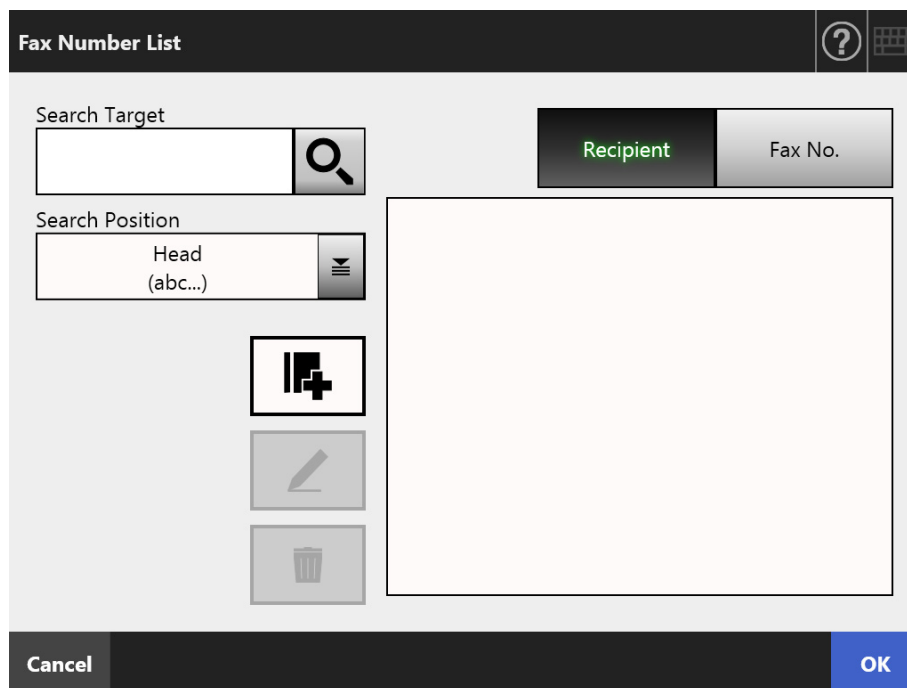 Fax Number List
?
Search Target
Recipient
Fax No.
Search Position
Head
(abc...)
Cancel
OK